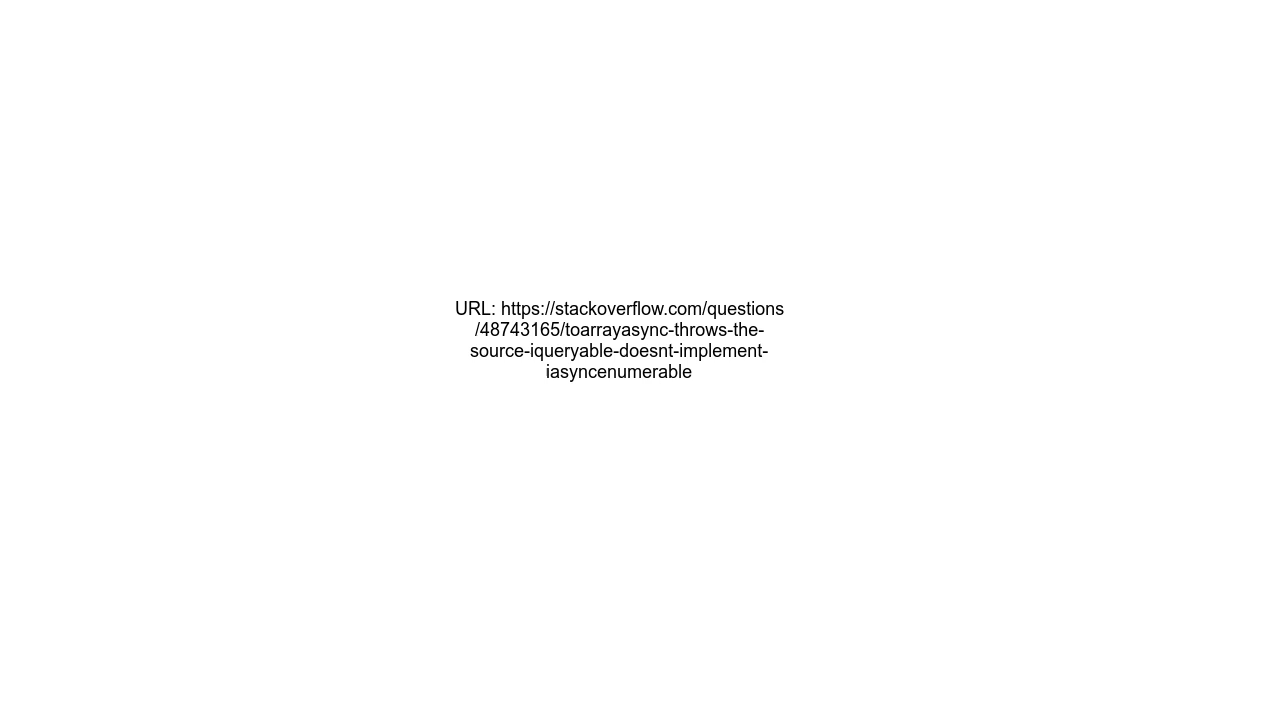 URL: https://stackoverflow.com/questions
/48743165/toarrayasync-throws-the-
source-iqueryable-doesnt-implement-
iasyncenumerable